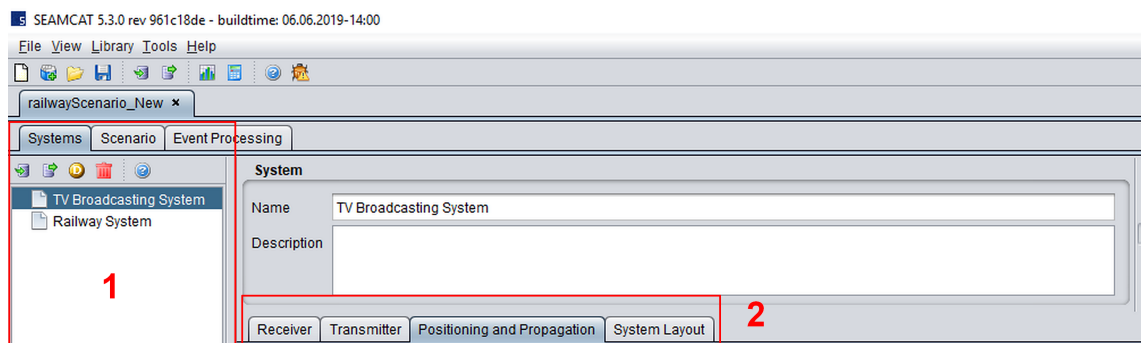 SEAMCAT 5.3.0 rev 961c18de - buildtime: 06.06.2019-14:00
File View Library Tools Help
railwayScenario_New ×
Systems Scenario Event Processing
System
TV Broadcasting System
Name TV Broadcasting System
Railway System
Description
1
2
Receiver Transmitter Positioning and Propagation System Layout